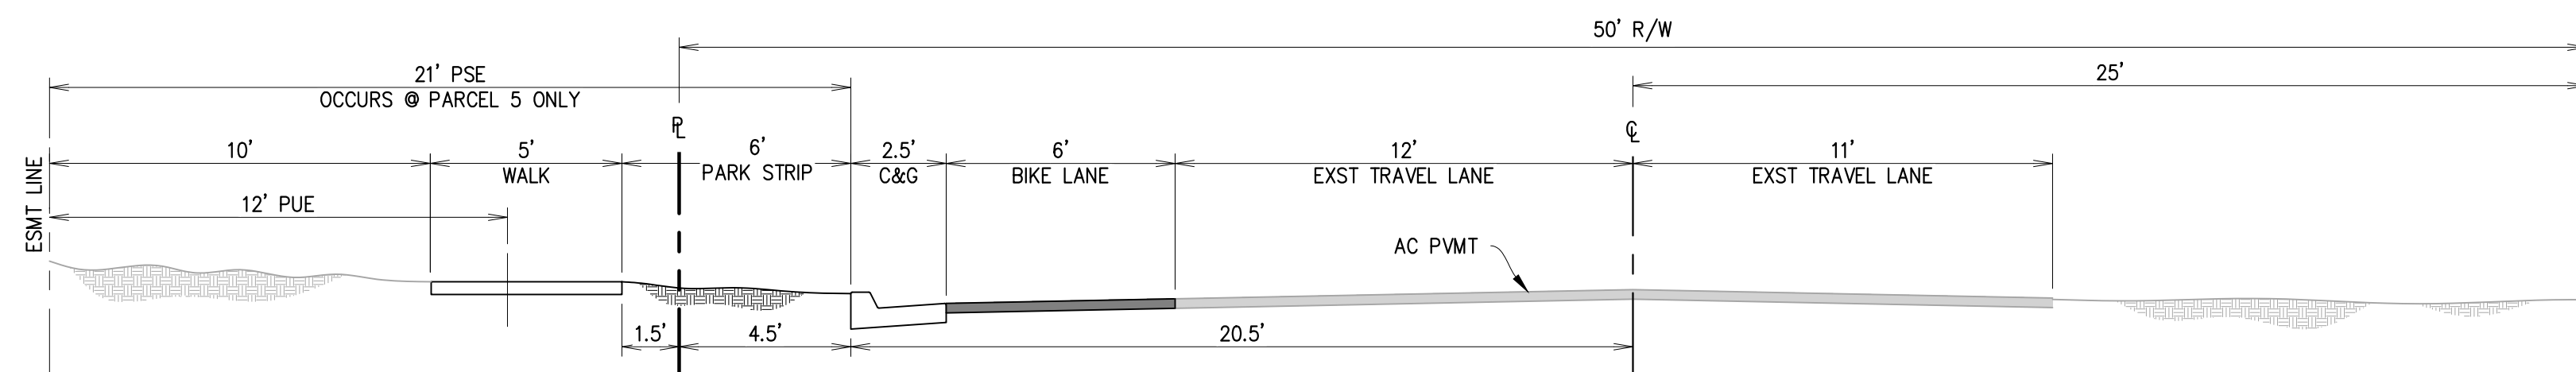 50' R/W
21' PSE
OCCURS @ PARCEL 5 ONLY
25'
PL
CL
10'
5'
WALK
6'
PARK STRIP
2.5'
C&G
6'
BIKE LANE
12'
EXST TRAVEL LANE
11'
EXST TRAVEL LANE
ESMT LINE
12' PUE
AC PVMT
1.5'
4.5'
20.5'